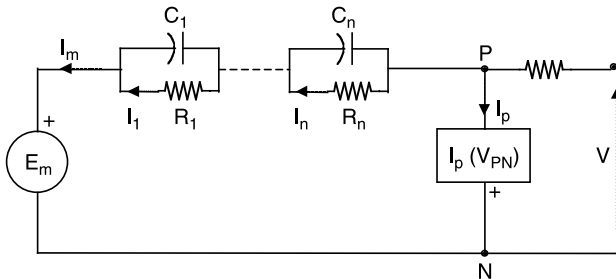 C1
Cn
Im
P
I1
R1
In
Rn
Ip
+
Em
Ip (VPN)
+
V
N